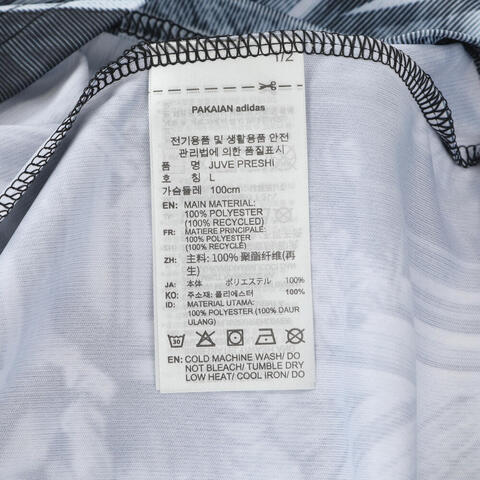 1/2
PAKAIAN adidas
전기용품 및 생활용품 안전
관리법에 의한 품질표시
품 명 JUVE PRESHI
호 칭 L
가슴둘레 100cm
EN: MAIN MATERIAL:
100% POLYESTER
(100% RECYCLED)
FR: MATIERE PRINCIPALE:
100% POLYESTER
(100% RECYCLE)
ZH: 主料: 100% 聚酯纤维(再
生)
JA: 本体 ポリエステル 100%
KO: 주소재: 폴리에스터 100%
ID: MATERIAL UTAMA:
100% POLYESTER (100% DAUR
ULANG)
30
EN: COLD MACHINE WASH/ DO
NOT BLEACH/ TUMBLE DRY
LOW HEAT/ COOL IRON/ DO